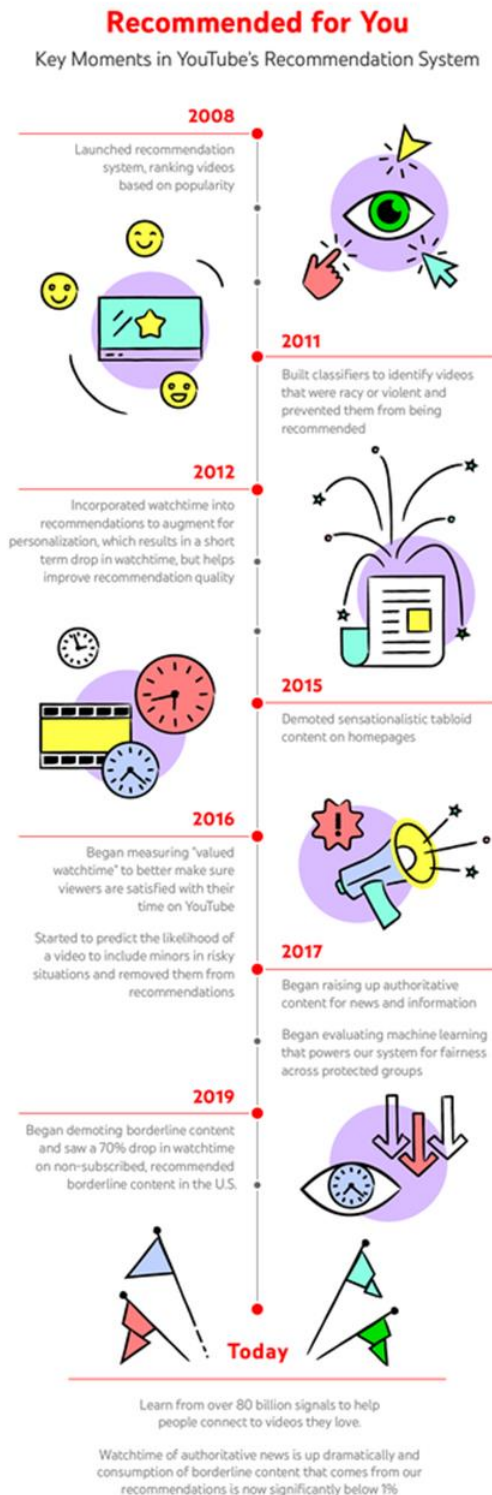 Recommended for You
Key Moments in YouTube's Recommendation System
2008
Launched recommendation
system, ranking videos
based on popularity
2011
Built classifiers to identify videos
that were racy or violent and
prevented them from being
recommended
2012
Incorporated watchtime into
recommendations to augment for
personalization, which results in a short
term drop in watchtime, but helps
improve recommendation quality
2015
Demoted sensationalistic tabloid
content on homepages
2016
Began measuring "valued
watchtime" to better make sure
viewers are satisfied with their
time on YouTube
Started to predict the likelihood of
a video to include minors in risky
situations and removed them from
recommendations
2017
Began raising up authoritative
content for news and information
Began evaluating machine learning
that powers our system for fairness
across protected groups
2019
Began demoting borderline content
and saw a 70% drop in watchtime
on non-subscribed, recommended
borderline content in the U.S.
Today
Learn from over 80 billion signals to help
people connect to videos they love.
Watchtime of authoritative news is up dramatically and
consumption of borderline content that comes from our
recommendations is now significantly below 1%